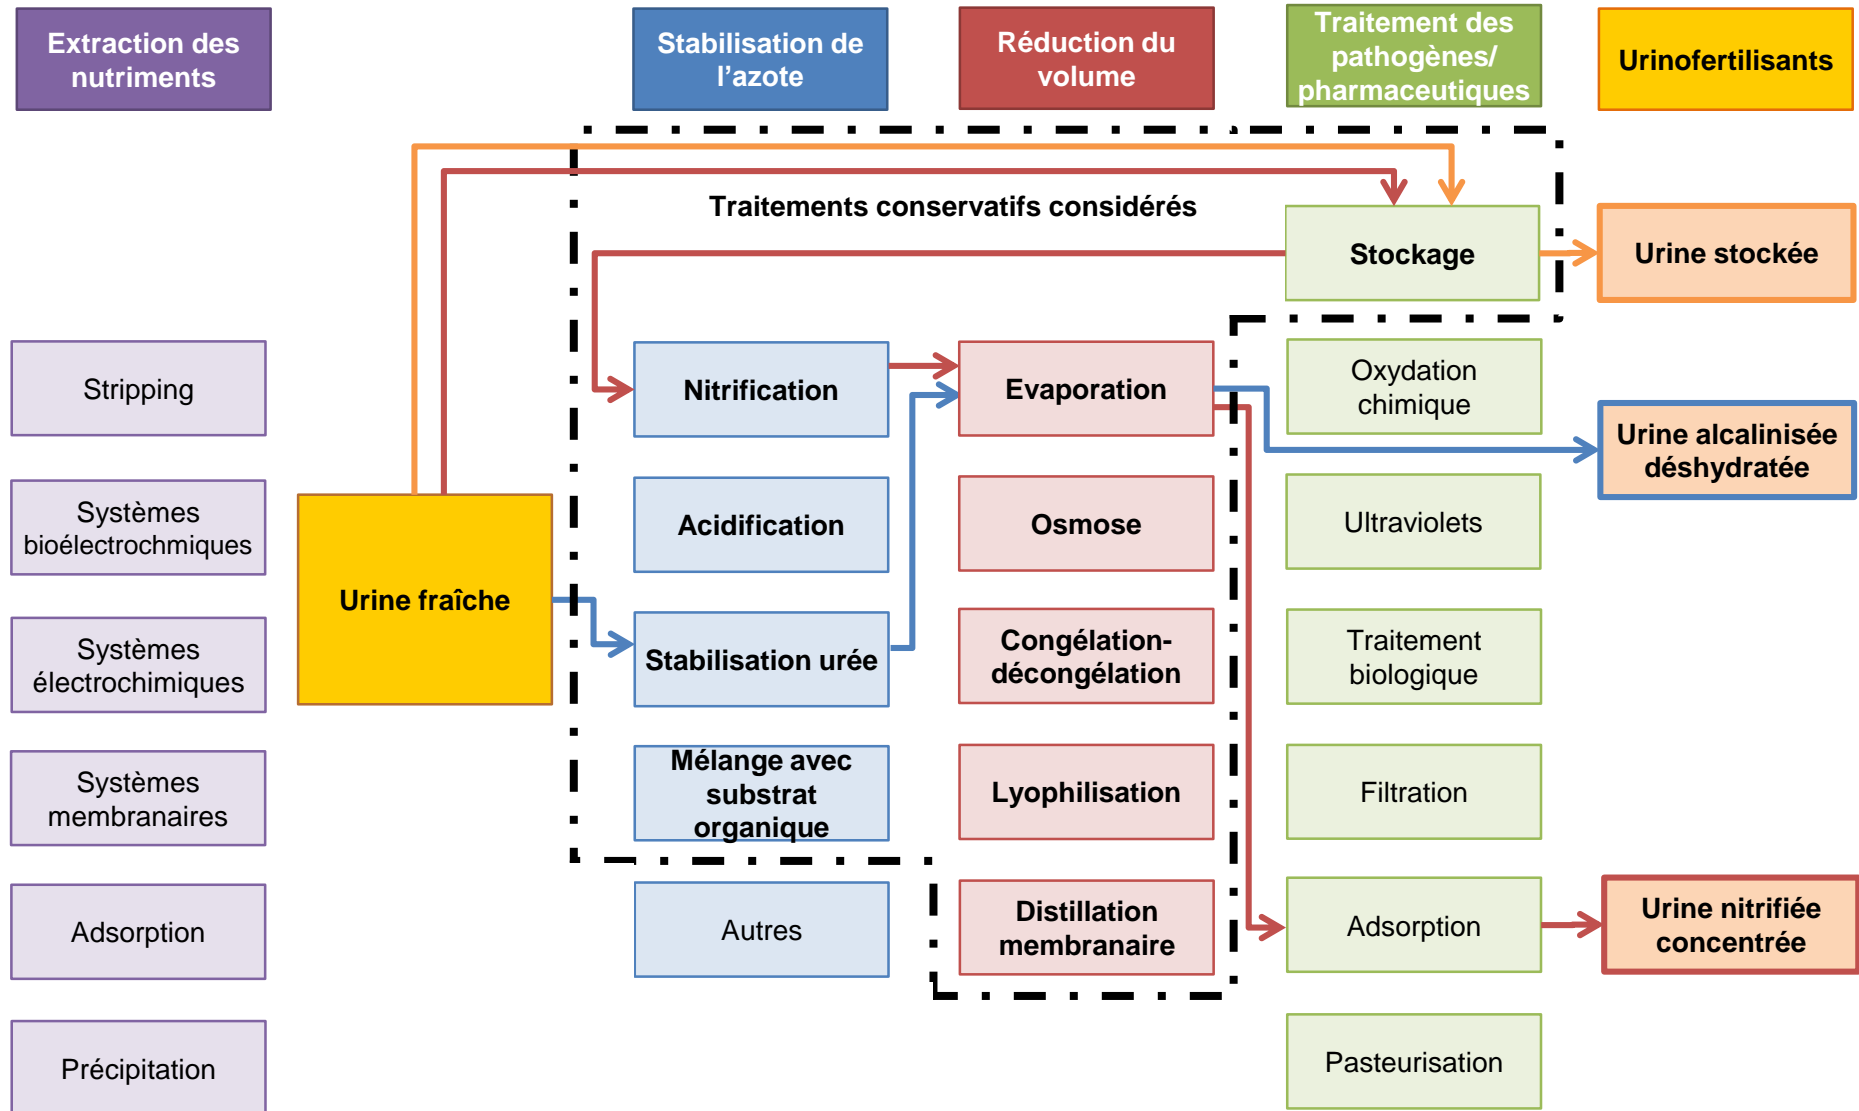 Extraction des
nutriments
Stabilisation de
l'azote
Réduction du
volume
Traitement des
pathogènes/
pharmaceutiques
Urinofertilisants
Traitements conservatifs considérés
Stockage
Urine stockée
Stripping
Nitrification
Evaporation
Oxydation
chimique
Urine alcalinisée
déshydratée
Systèmes
bioélectrochmiques
Acidification
Osmose
Ultraviolets
Urine fraîche
Systèmes
électrochimiques
Stabilisation urée
Congélation-
décongélation
Traitement
biologique
Systèmes
membranaires
Mélange avec
substrat
organique
Lyophilisation
Filtration
Adsorption
Autres
Distillation
membranaire
Adsorption
Urine nitrifiée
concentrée
Précipitation
Pasteurisation